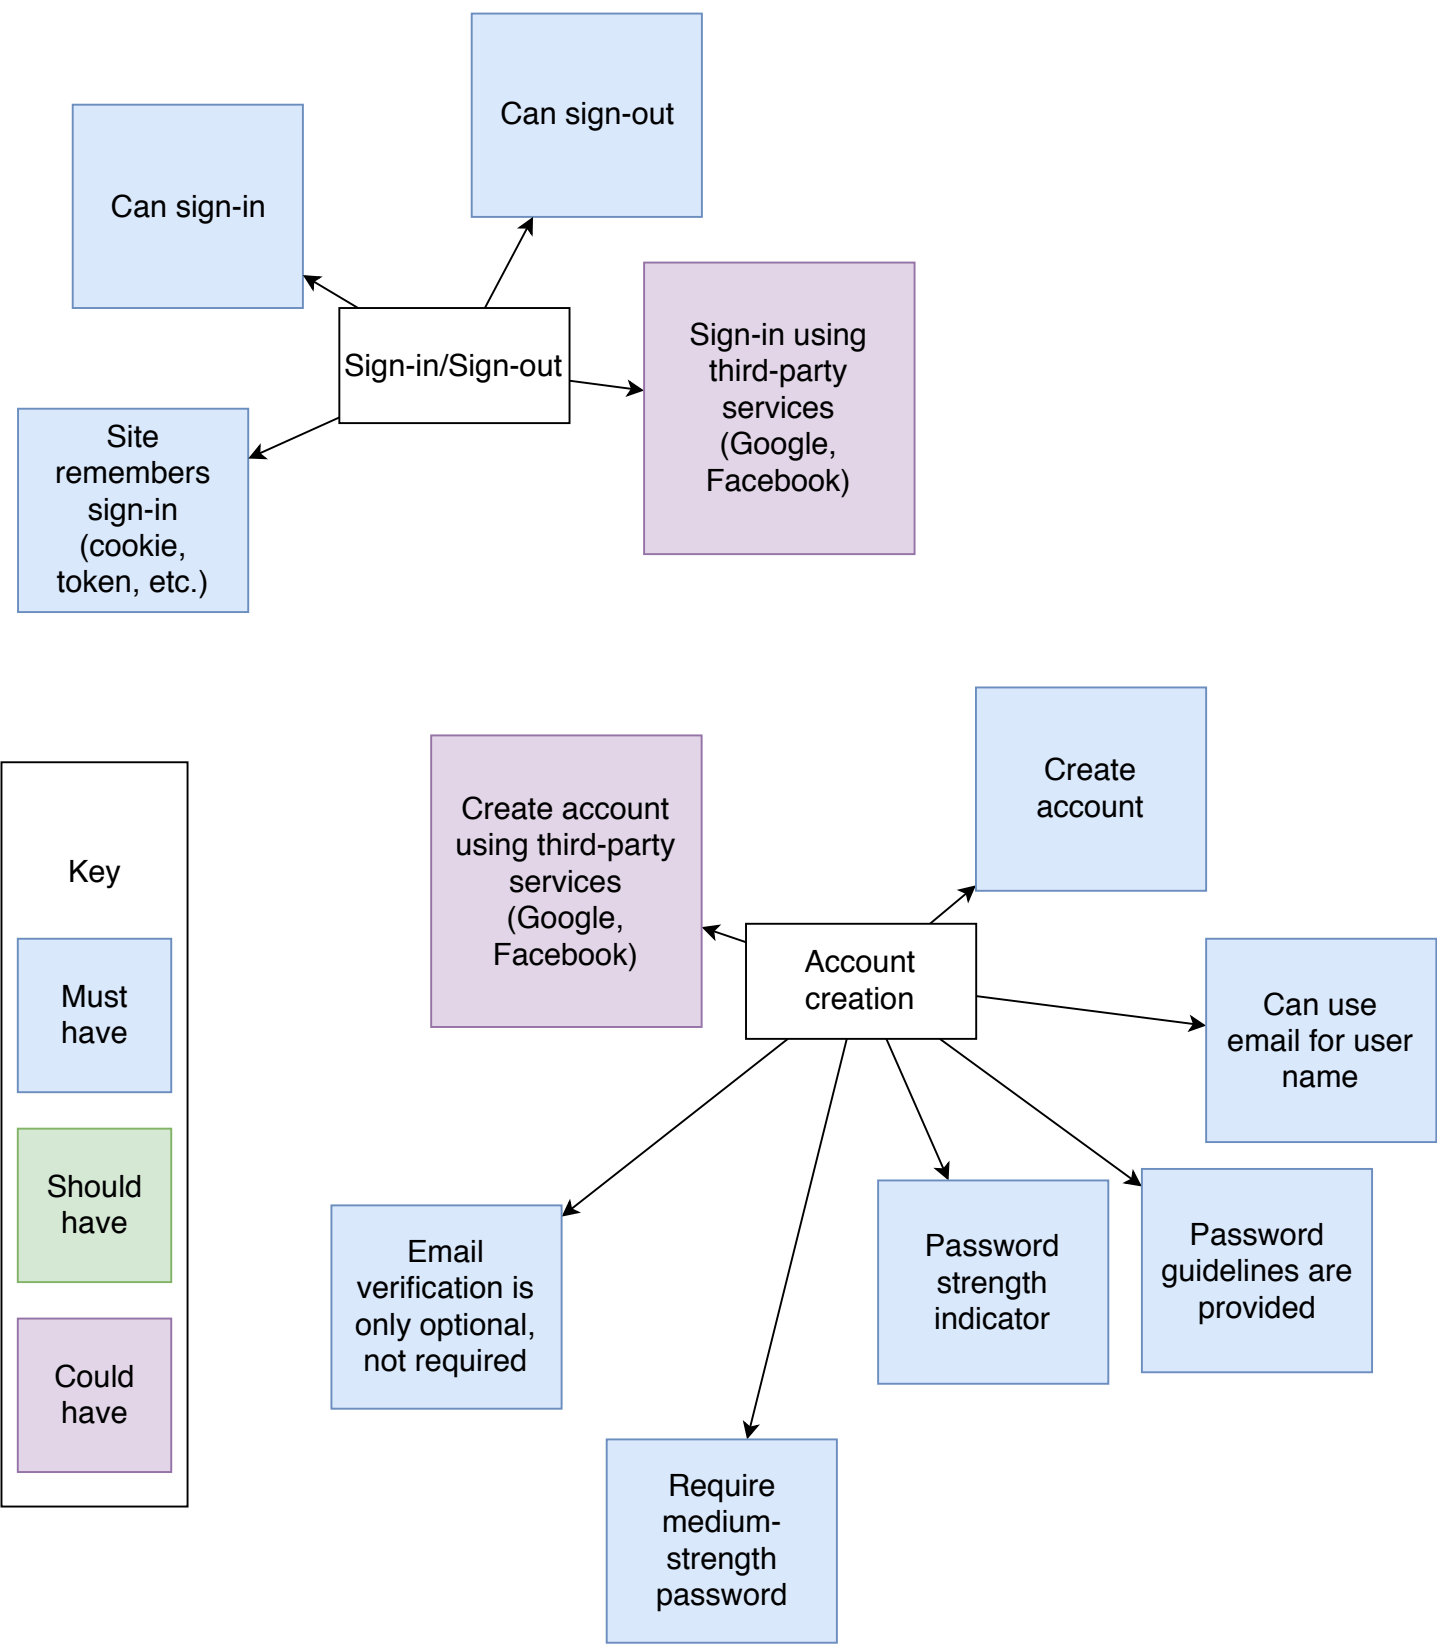 Can sign-out
Can sign-in
Sign-in/Sign-out
Sign-in using
third-party
services
(Google,
Facebook)
Site
remembers
sign-in
(cookie,
token, etc.)
Create
account
Create account
using third-party
services
(Google,
Facebook)
Account
creation
Can use
email for user
name
Email
verification is
only optional,
not required
Password
strength
indicator
Password
guidelines are
provided
Require
medium-
strength
password
Key
Must
have
Should
have
Could
have